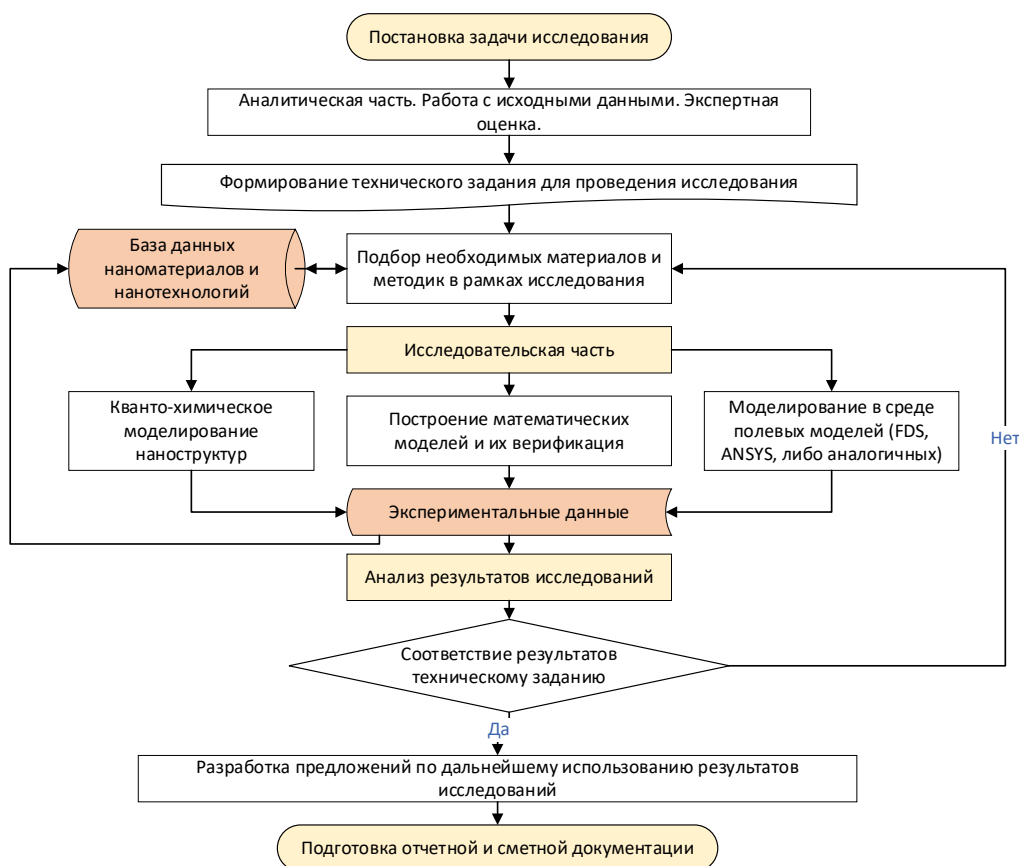 Постановка задачи исследования
Аналитическая часть. Работа с исходными данными. Экспертная
оценка.
Формирование технического задания для проведения исследования
База данных
наноматериалов и
нанотехнологий
Подбор необходимых материалов и
методик в рамках исследования
Исследовательская часть
Кванто-химическое
моделирование
наноструктур
Построение математических
моделей и их верификация
Моделирование в среде
полевых моделей (FDS,
ANSYS, либо аналогичных)
Нет
Экспериментальные данные
Анализ результатов исследований
Соответствие результатов
техническому заданию
Да
Разработка предложений по дальнейшему использованию результатов
исследований
Подготовка отчетной и сметной документации